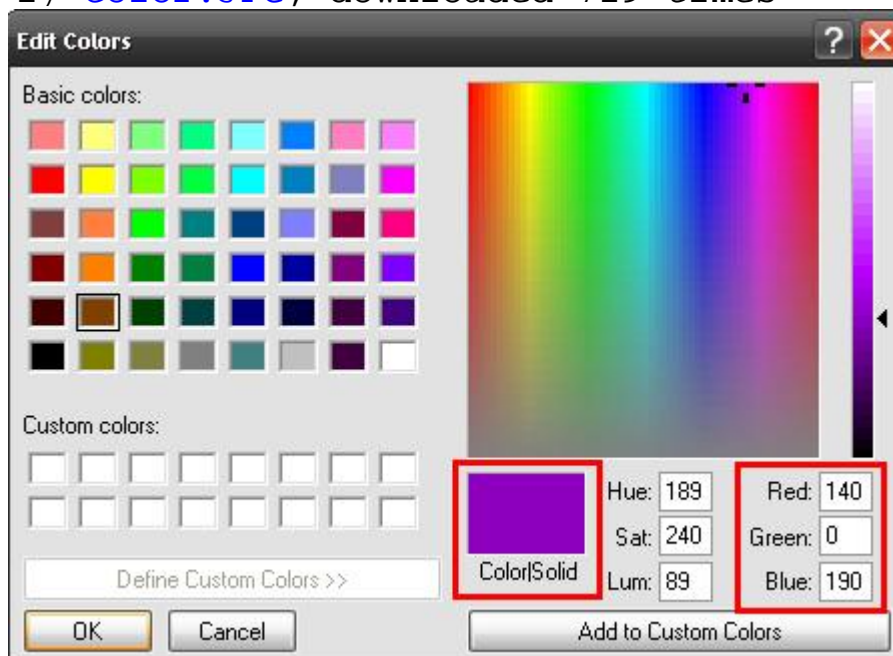 Edit Colors
Basic colors:
Custom colors:
Define Custom Colors >>
OK
Cancel
Color|Solid
Hue: 189
Sat: 240
Lum: 89
Red: 140
Green: 0
Blue: 190
Add to Custom Colors